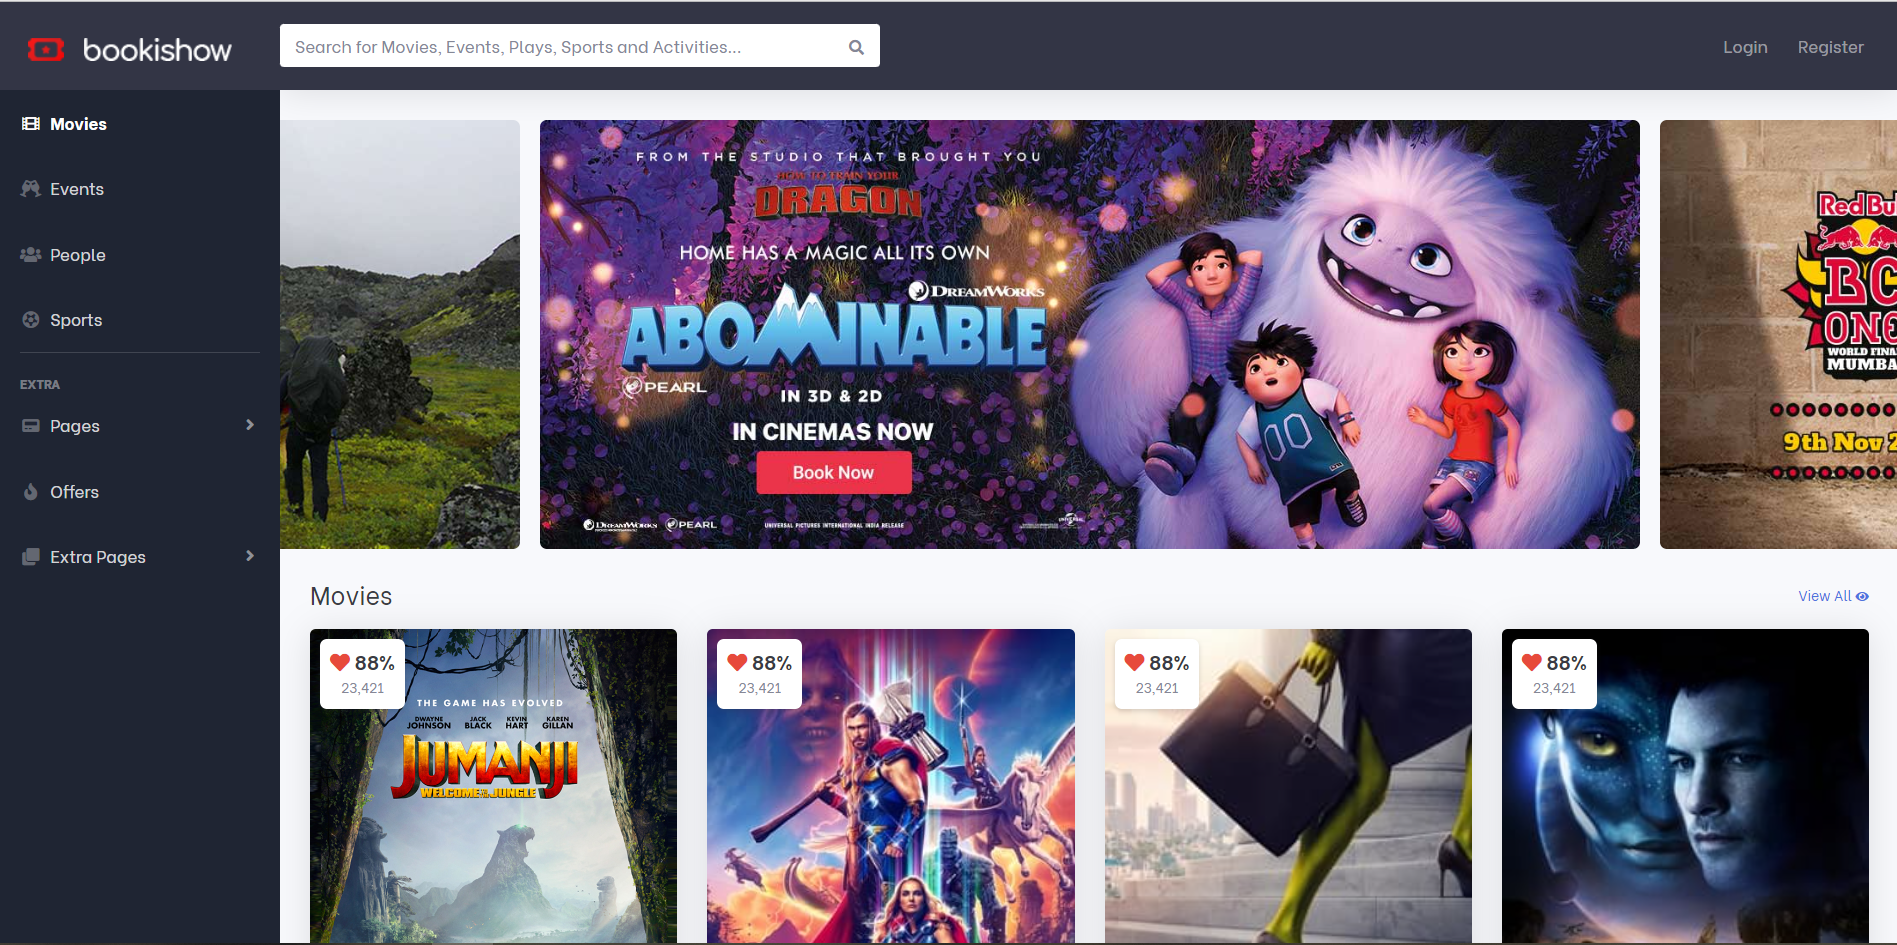 bookishow
Search for Movies, Events, Plays, Sports and Activities...
Login
Register
Movies
Events
People
Sports
EXTRA
Pages
Offers
Extra Pages
FROM THE STUDIO THAT BROUGHT YOU
HOW TO TRAIN YOUR
DRAGON
HOME HAS A MAGIC ALL ITS OWN
DREAMWORKS
ABOMINABLE
PEARL
IN 3D & 2D
IN CINEMAS NOW
Book Now
DREAMWORKS
PEARL
UNIVERSAL PICTURES INTERNATIONAL INDIA RELEASE
UNIVERSAL
Red Bu
BC
ONE
WORLD FINA
MUMBA
9th Nov 2
Movies
View All
88%
23,421
THE GAME HAS EVOLVED
DWAYNE JOHNSON JACK BLACK KEVIN HART KAREN GILLAN
JUMANJI
WELCOME TO THE JUNGLE
88%
23,421
88%
23,421
88%
23,421